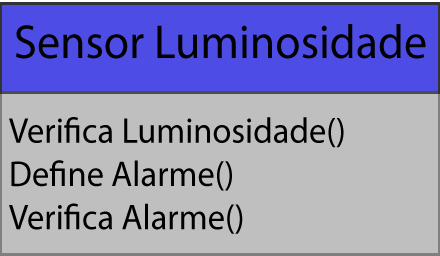 Sensor Luminosidade
Verifica Luminosidade()
Define Alarme()
Verifica Alarme()